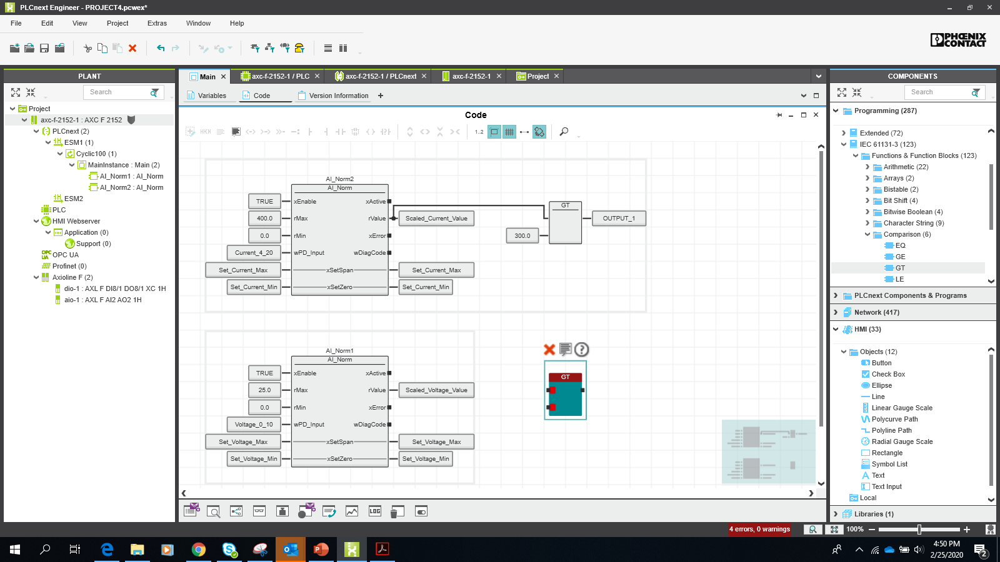 PLCnext Engineer - PROJECT4.pcwex*
File Edit View Project Extras Window Help
PHŒNIX CONTACT
PLANT
Search
Project
axc-f-2152-1 : AXC F 2152
PLCnext (2)
ESM1 (1)
Cyclic100 (1)
MainInstance : Main (2)
AI_Norm1 : AI_Norm
AI_Norm2 : AI_Norm
ESM2
PLC
HMI Webserver
Application (0)
Support (0)
OPC UA
Profinet (0)
Axioline F (2)
dio-1 : AXL F DI8/1 DO8/1 XC 1H
aio-1 : AXL F AI2 AO2 1H
Main axc-f-2152-1 / PLC axc-f-2152-1 / PLCnext axc-f-2152-1 Project
Variables Code Version Information
Code
1..2
AI_Norm2
AI_Norm
TRUE xEnable xActive GT
400.0 rMax rValue Scaled_Current_Value OUTPUT_1
0.0 rMin xError 300.0
Current_4_20 wPD_Input wDiagCode
Set_Current_Max xSetSpan Set_Current_Max
Set_Current_Min xSetZero Set_Current_Min
AI_Norm1
AI_Norm
TRUE xEnable xActive GT
25.0 rMax rValue Scaled_Voltage_Value
0.0 rMin xError
Voltage_0_10 wPD_Input wDiagCode
Set_Voltage_Max xSetSpan Set_Voltage_Max
Set_Voltage_Min xSetZero Set_Voltage_Min
LOG
COMPONENTS
Search
Programming (287)
Extended (72)
IEC 61131-3 (123)
Functions & Function Blocks (123)
Arithmetic (22)
Arrays (2)
Bistable (2)
Bit Shift (4)
Bitwise Boolean (4)
Character String (9)
Comparison (6)
EQ
GE
GT
LE
PLCnext Components & Programs
Network (417)
HMI (33)
Objects (12)
Button
Check Box
Ellipse
Line
Linear Gauge Scale
Polycurve Path
Polyline Path
Radial Gauge Scale
Rectangle
Symbol List
Text
Text Input
Local
Libraries (1)
4 errors, 0 warnings 100%
4:50 PM
2/25/2020
2